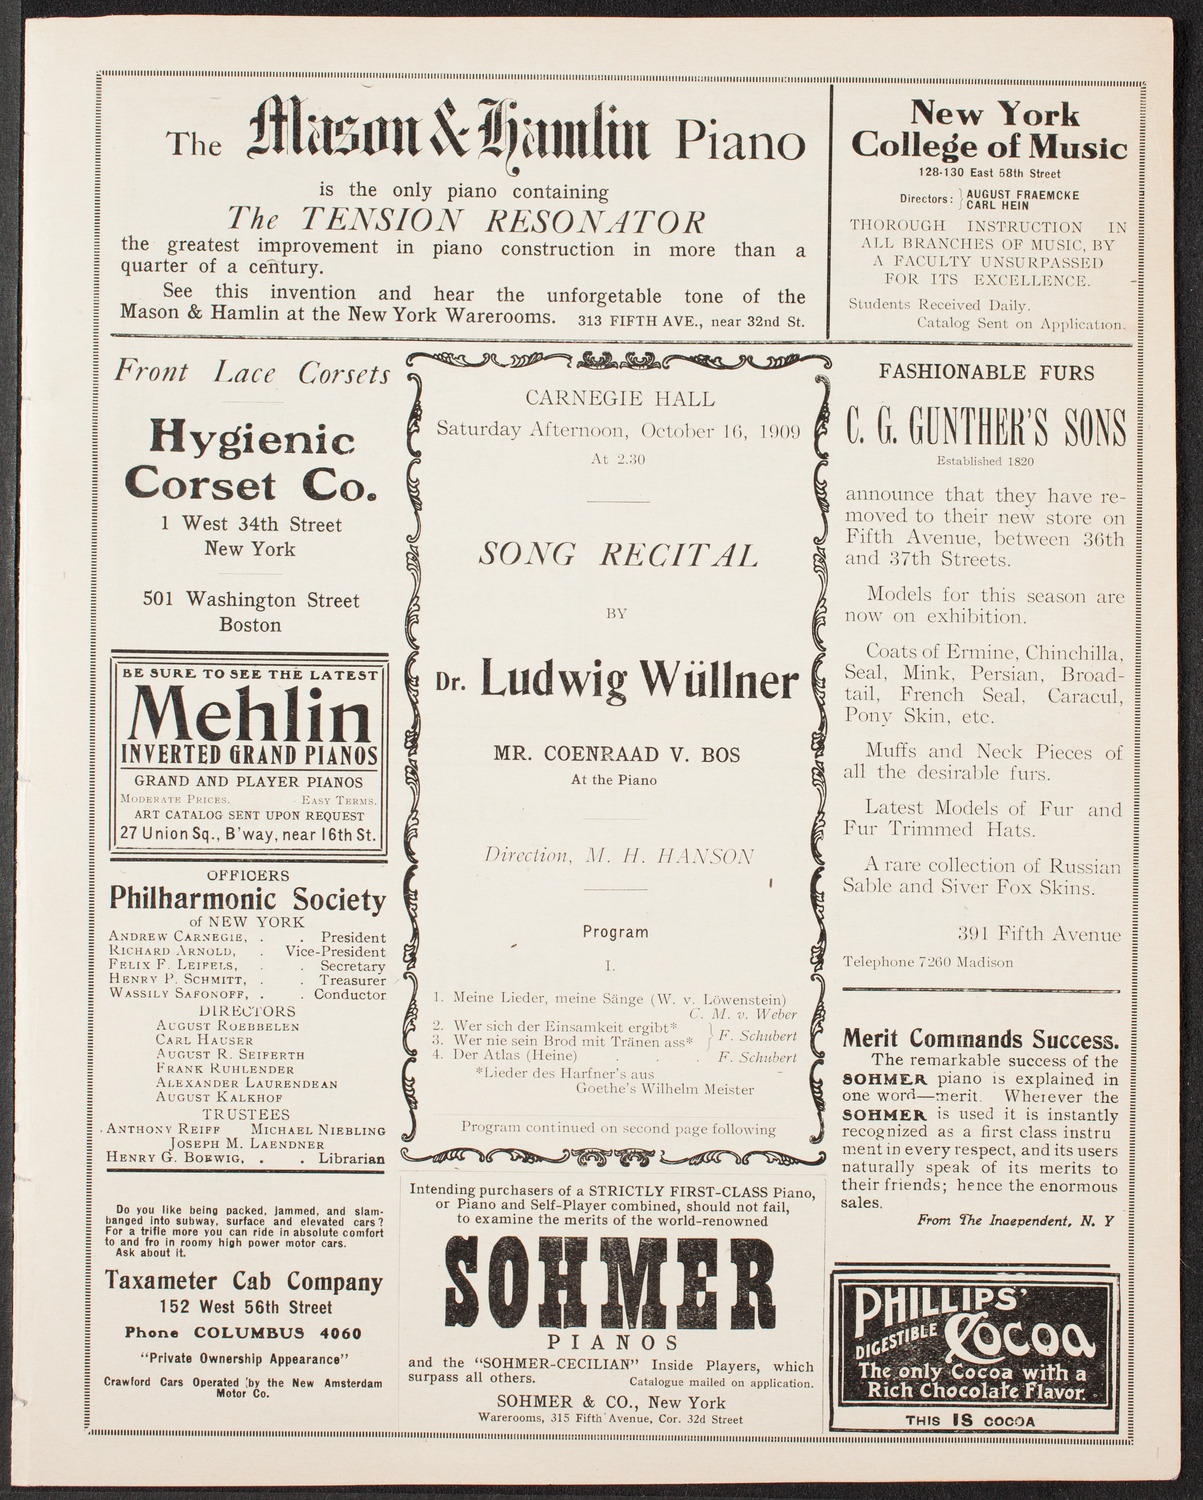 The Mason & Hamlin Piano
is the only piano containing
The TENSION RESONATOR
the greatest improvement in piano construction in more than a
quarter of a century.
See this invention and hear the unforgetable tone of the
Mason & Hamlin at the New York Warerooms. 313 FIFTH AVE., near 32nd St.
New York
College of Music
128-130 East 58th Street
Directors: } AUGUST FRAEMCKE
CARL HEIN
THOROUGH INSTRUCTION IN
ALL BRANCHES OF MUSIC, BY
A FACULTY UNSURPASSED
FOR ITS EXCELLENCE.
Students Received Daily.
Catalog Sent on Application.
Front Lace Corsets
Hygienic
Corset Co.
1 West 34th Street
New York
501 Washington Street
Boston
BE SURE TO SEE THE LATEST
Mehlin
INVERTED GRAND PIANOS
GRAND AND PLAYER PIANOS
MODERATE PRICES. EASY TERMS.
ART CATALOG SENT UPON REQUEST
27 Union Sq., B'way, near 16th St.
OFFICERS
Philharmonic Society
of NEW YORK
ANDREW CARNEGIE, . . President
RICHARD ARNOLD, . Vice-President
FELIX F. LEIFELS, . . Secretary
HENRY P. SCHMITT, . . Treasurer
WASSILY SAFONOFF, . . Conductor
DIRECTORS
AUGUST ROEBBELEN
CARL HAUSER
AUGUST R. SEIFERTH
FRANK RUHLENDER
ALEXANDER LAURENDEAN
AUGUST KALKHOF
TRUSTEES
ANTHONY REIFF MICHAEL NIEBLING
JOSEPH M. LAENDNER
HENRY G. BOEWIG, . . Librarian
Do you like being packed, jammed, and slam-
banged into subway, surface and elevated cars?
For a trifle more you can ride in absolute comfort
to and fro in roomy high power motor cars.
Ask about it.
Taxameter Cab Company
152 West 56th Street
Phone COLUMBUS 4060
"Private Ownership Appearance"
Crawford Cars Operated by the New Amsterdam
Motor Co.
CARNEGIE HALL
Saturday Afternoon, October 16, 1909
At 2.30
SONG RECITAL
BY
Dr. Ludwig Wüllner
MR. COENRAAD V. BOS
At the Piano
Direction, M. H. HANSON
Program
I.
1. Meine Lieder, meine Sänge (W. v. Löwenstein)
C. M. v. Weber
2. Wer sich der Einsamkeit ergibt*
3. Wer nie sein Brod mit Tränen ass* } F. Schubert
4. Der Atlas (Heine) . . . F. Schubert
*Lieder des Harfner's aus
Goethe's Wilhelm Meister
Program continued on second page following
Intending purchasers of a STRICTLY FIRST-CLASS Piano,
or Piano and Self-Player combined, should not fail,
to examine the merits of the world-renowned
SOHMER
PIANOS
and the "SOHMER-CECILIAN" Inside Players, which
surpass all others. Catalogue mailed on application.
SOHMER & CO., New York
Warerooms, 315 Fifth Avenue, Cor. 32d Street
FASHIONABLE FURS
C. G. GUNTHER'S SONS
Established 1820
announce that they have re-
moved to their new store on
Fifth Avenue, between 36th
and 37th Streets.
Models for this season are
now on exhibition.
Coats of Ermine, Chinchilla,
Seal, Mink, Persian, Broad-
tail, French Seal, Caracul,
Pony Skin, etc.
Muffs and Neck Pieces of
all the desirable furs.
Latest Models of Fur and
Fur Trimmed Hats.
A rare collection of Russian
Sable and Siver Fox Skins.
391 Fifth Avenue
Telephone 7260 Madison
Merit Commands Success.
The remarkable success of the
SOHMER piano is explained in
one word—merit. Wherever the
SOHMER is used it is instantly
recognized as a first class instru
ment in every respect, and its users
naturally speak of its merits to
their friends; hence the enormous
sales.
From The Independent, N. Y
PHILLIPS'
DIGESTIBLE COCOA
The only Cocoa with a
Rich Chocolate Flavor.
THIS IS COCOA